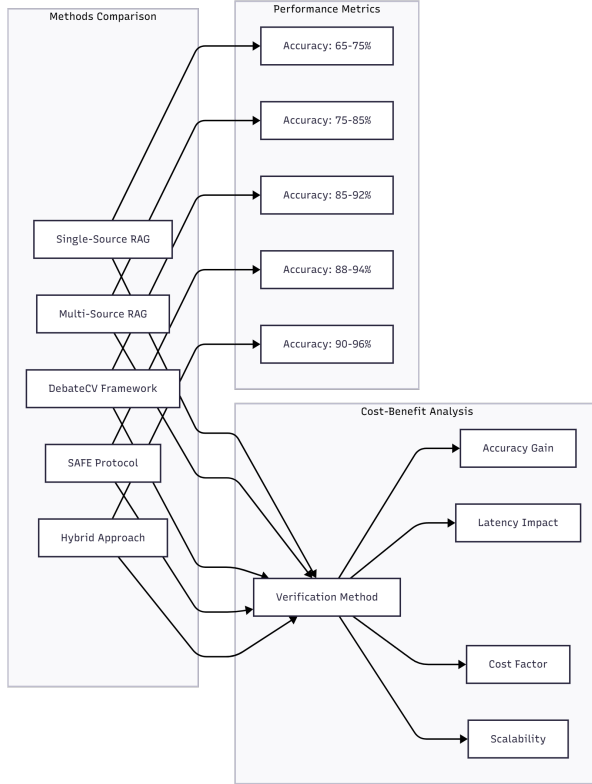 Methods Comparison
Single-Source RAG
Multi-Source RAG
DebateCV Framework
SAFE Protocol
Hybrid Approach
Performance Metrics
Accuracy: 65-75%
Accuracy: 75-85%
Accuracy: 85-92%
Accuracy: 88-94%
Accuracy: 90-96%
Cost-Benefit Analysis
Verification Method
Accuracy Gain
Latency Impact
Cost Factor
Scalability